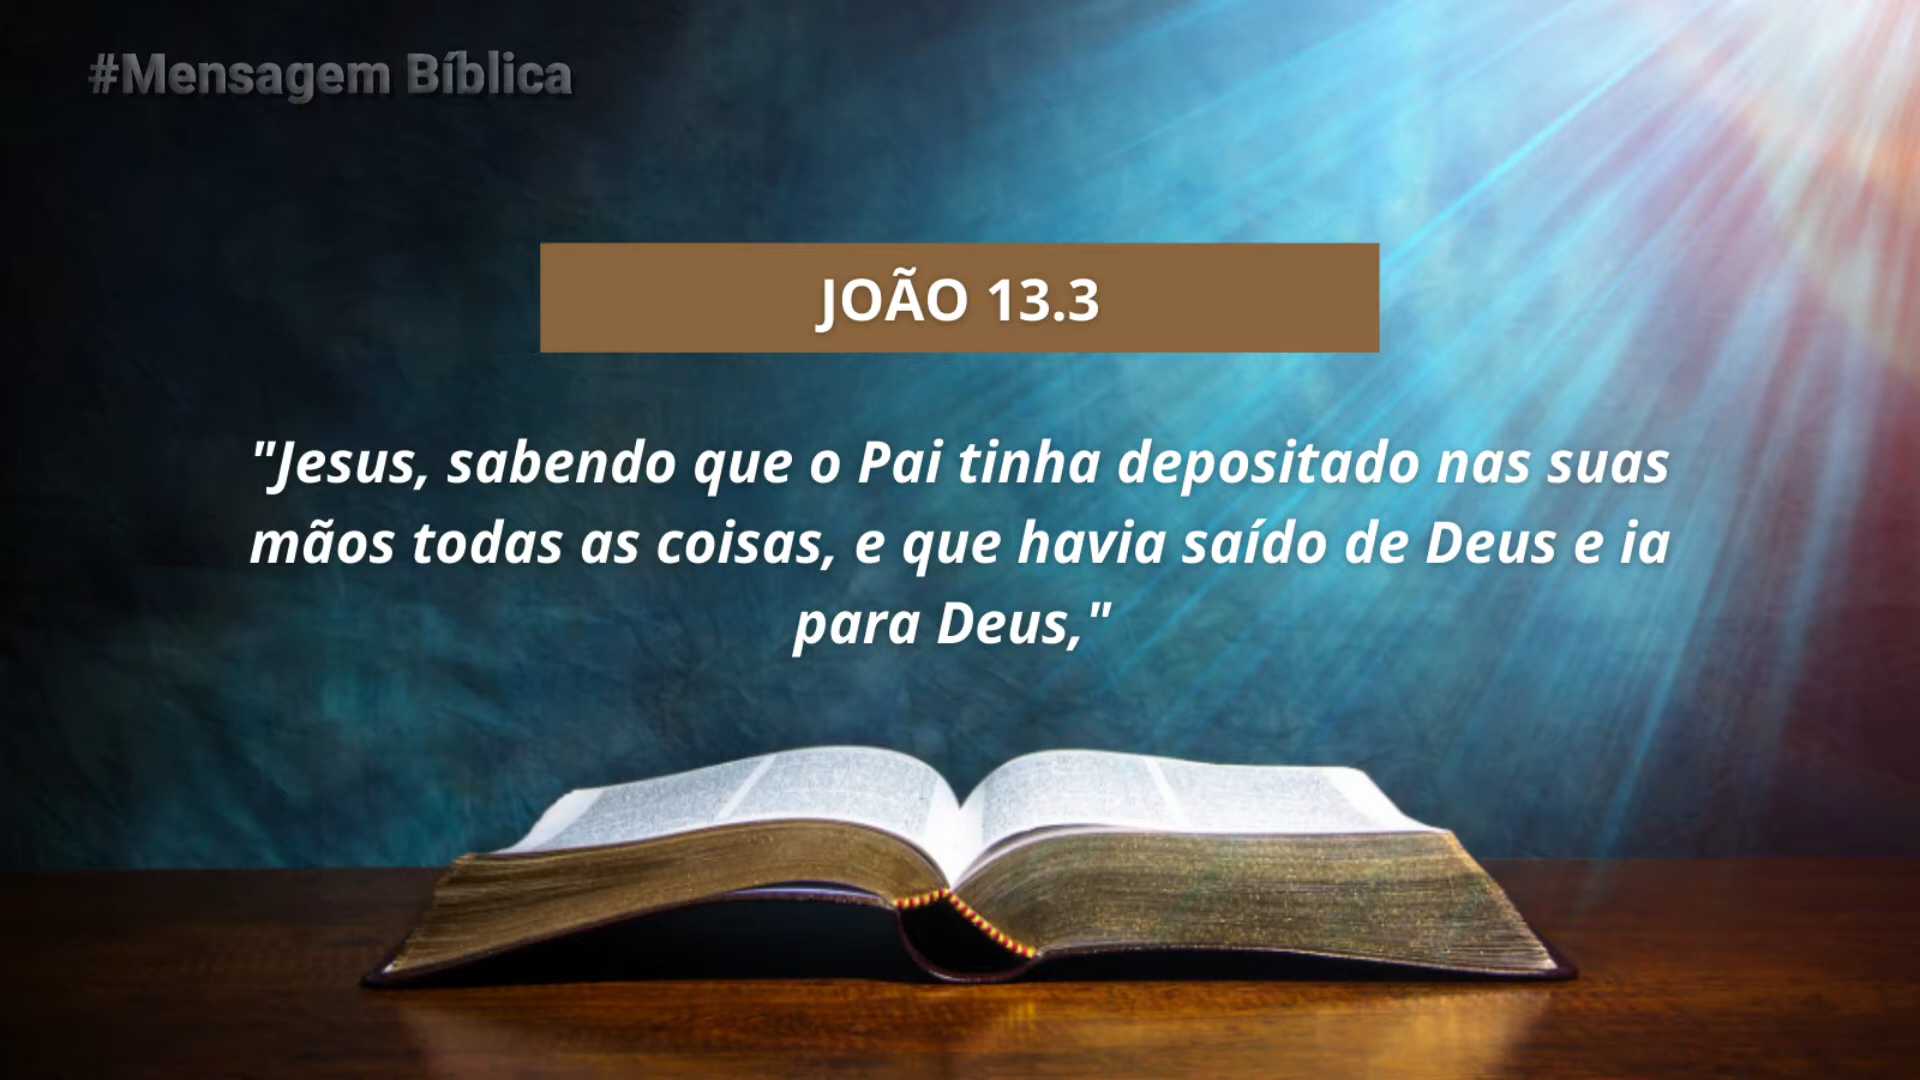 #Mensagem Bíblica
JOÃO 13.3
"Jesus, sabendo que o Pai tinha depositado nas suas
mãos todas as coisas, e que havia saído de Deus e ia
para Deus,"